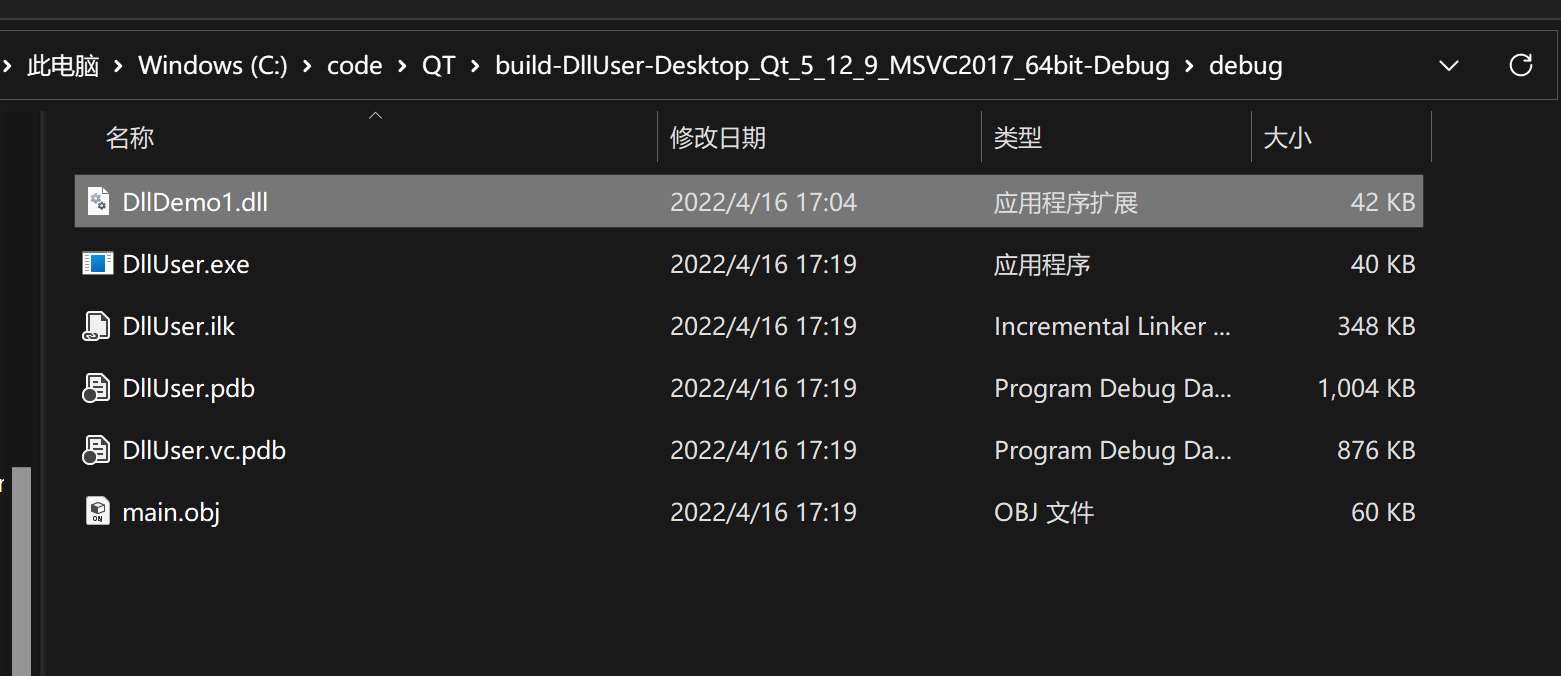 此电脑 > Windows (C:) > code > QT > build-DllUser-Desktop_Qt_5_12_9_MSVC2017_64bit-Debug > debug
名称 修改日期 类型 大小
DllDemo1.dll 2022/4/16 17:04 应用程序扩展 42 KB
DllUser.exe 2022/4/16 17:19 应用程序 40 KB
DllUser.ilk 2022/4/16 17:19 Incremental Linker ... 348 KB
DllUser.pdb 2022/4/16 17:19 Program Debug Da... 1,004 KB
DllUser.vc.pdb 2022/4/16 17:19 Program Debug Da... 876 KB
main.obj 2022/4/16 17:19 OBJ 文件 60 KB